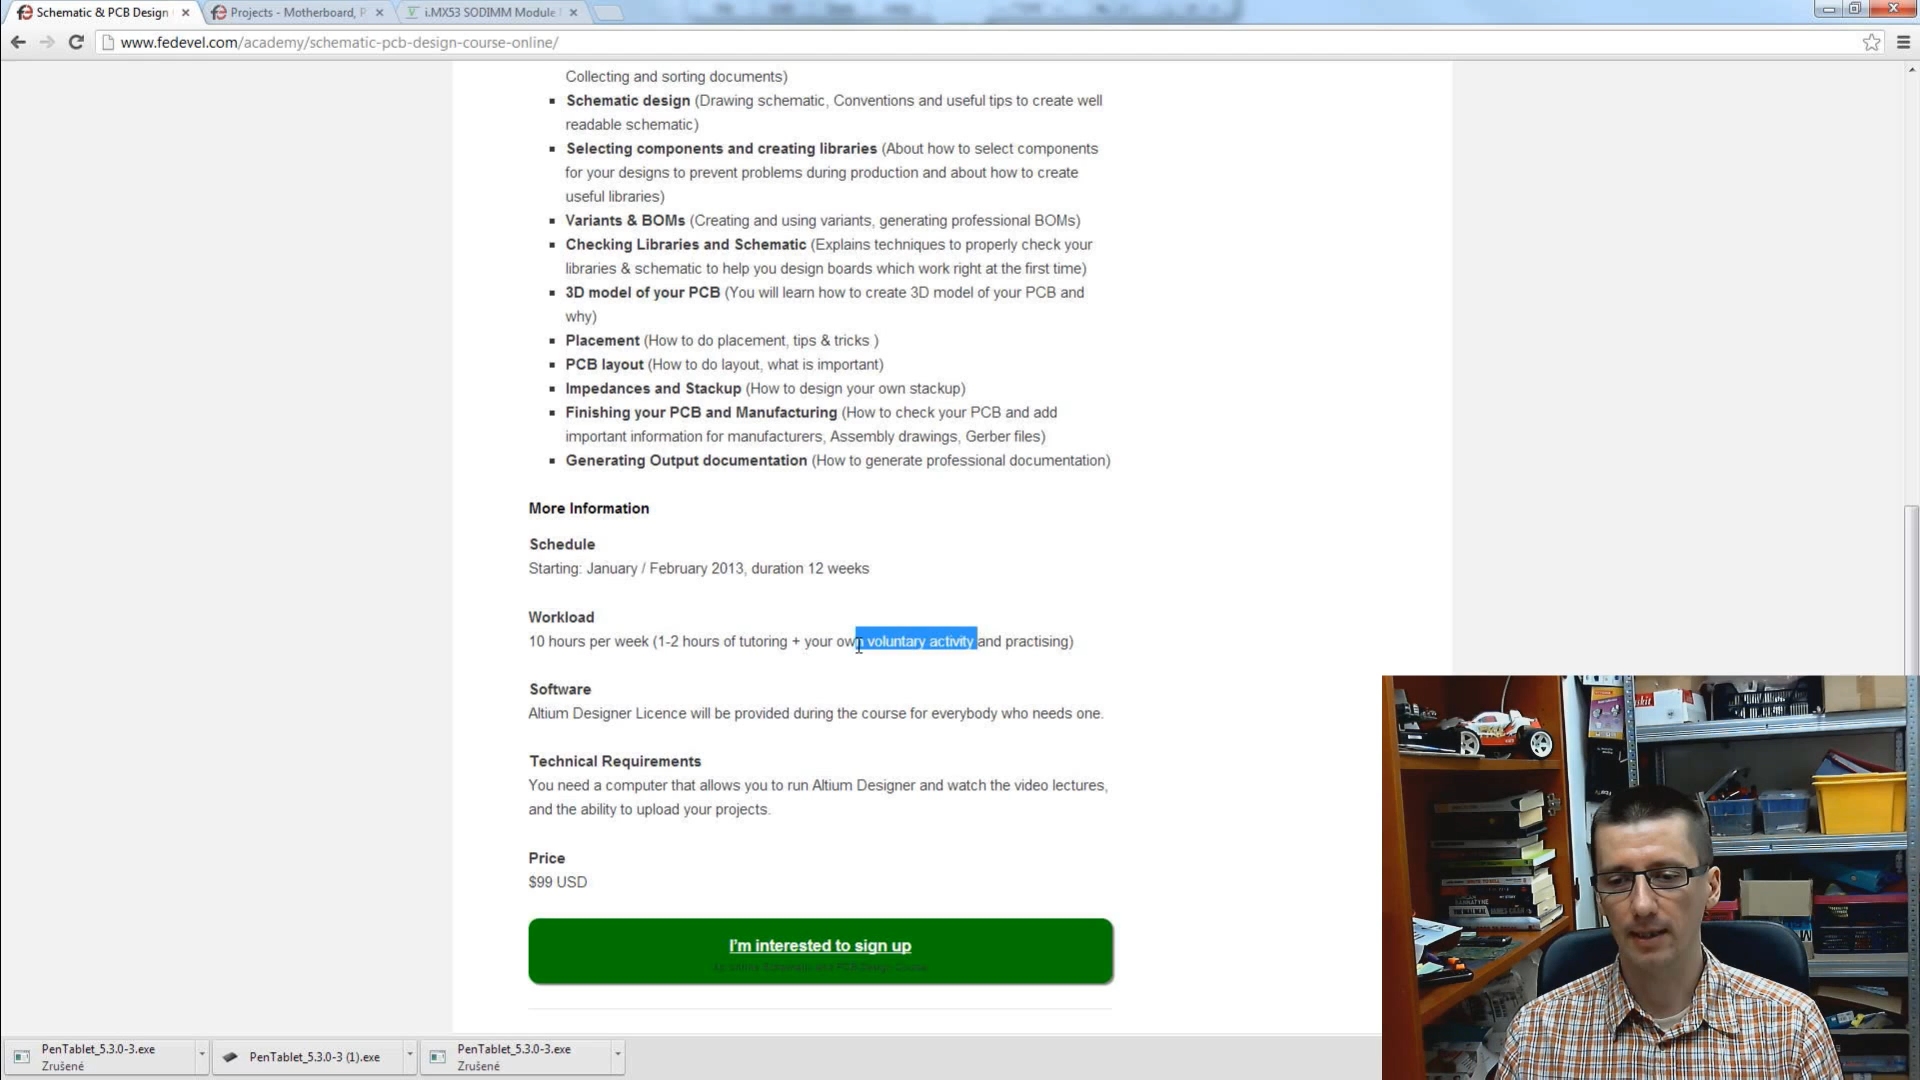 Schematic & PCB Design
Projects - Motherboard, P
i.MX53 SODIMM Module
www.fedevel.com/academy/schematic-pcb-design-course-online/
Collecting and sorting documents)
Schematic design (Drawing schematic, Conventions and useful tips to create well
readable schematic)
Selecting components and creating libraries (About how to select components
for your designs to prevent problems during production and about how to create
useful libraries)
Variants & BOMs (Creating and using variants, generating professional BOMs)
Checking Libraries and Schematic (Explains techniques to properly check your
libraries & schematic to help you design boards which work right at the first time)
3D model of your PCB (You will learn how to create 3D model of your PCB and
why)
Placement (How to do placement, tips & tricks )
PCB layout (How to do layout, what is important)
Impedances and Stackup (How to design your own stackup)
Finishing your PCB and Manufacturing (How to check your PCB and add
important information for manufacturers, Assembly drawings, Gerber files)
Generating Output documentation (How to generate professional documentation)
More Information
Schedule
Starting: January / February 2013, duration 12 weeks
Workload
10 hours per week (1-2 hours of tutoring + your own voluntary activity and practising)
Software
Altium Designer Licence will be provided during the course for everybody who needs one.
Technical Requirements
You need a computer that allows you to run Altium Designer and watch the video lectures,
and the ability to upload your projects.
Price
$99 USD
I'm interested to sign up
PenTablet_5.3.0-3.exe
Zrušené
PenTablet_5.3.0-3 (1).exe
PenTablet_5.3.0-3.exe
Zrušené